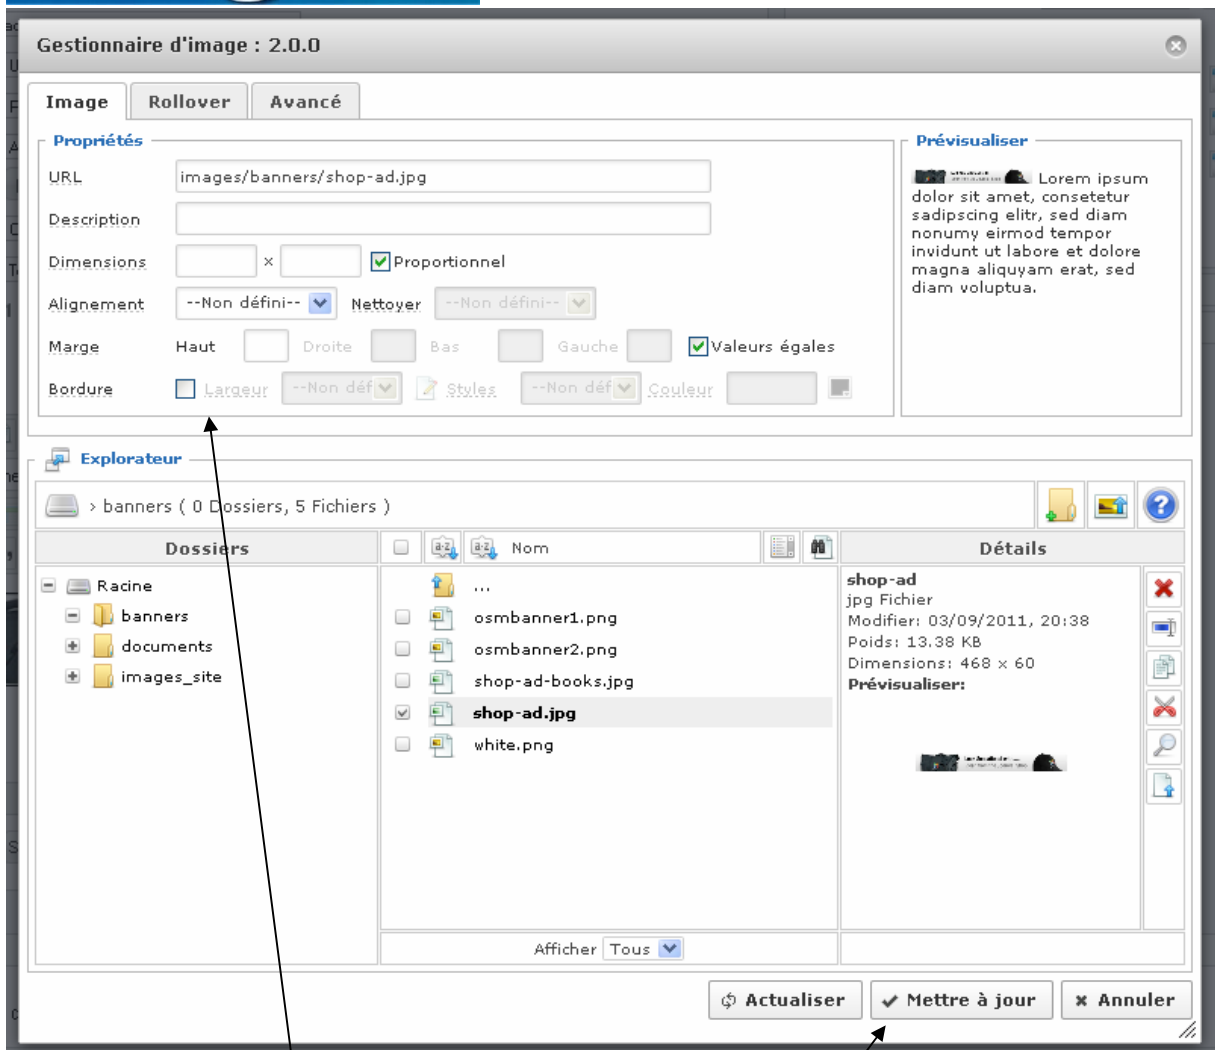 Gestionnaire d'image : 2.0.0
Image Rollover Avancé
Propriétés
URL images/banners/shop-ad.jpg
Description
Dimensions × Proportionnel
Alignement --Non défini-- Nettoyer --Non défini--
Marge Haut Droite Bas Gauche Valeurs égales
Bordure Largeur --Non déf Styles --Non déf Couleur
Prévisualiser
Lorem ipsum
dolor sit amet, consetetur
sadipscing elitr, sed diam
nonumy eirmod tempor
invidunt ut labore et dolore
magna aliquyam erat, sed
diam voluptua.
Explorateur
› banners ( 0 Dossiers, 5 Fichiers )
Dossiers
Racine
banners
documents
images_site
Nom
...
osmbanner1.png
osmbanner2.png
shop-ad-books.jpg
shop-ad.jpg
white.png
Afficher Tous
Détails
shop-ad
jpg Fichier
Modifier: 03/09/2011, 20:38
Poids: 13.38 KB
Dimensions: 468 × 60
Prévisualiser:
Actualiser Mettre à jour Annuler